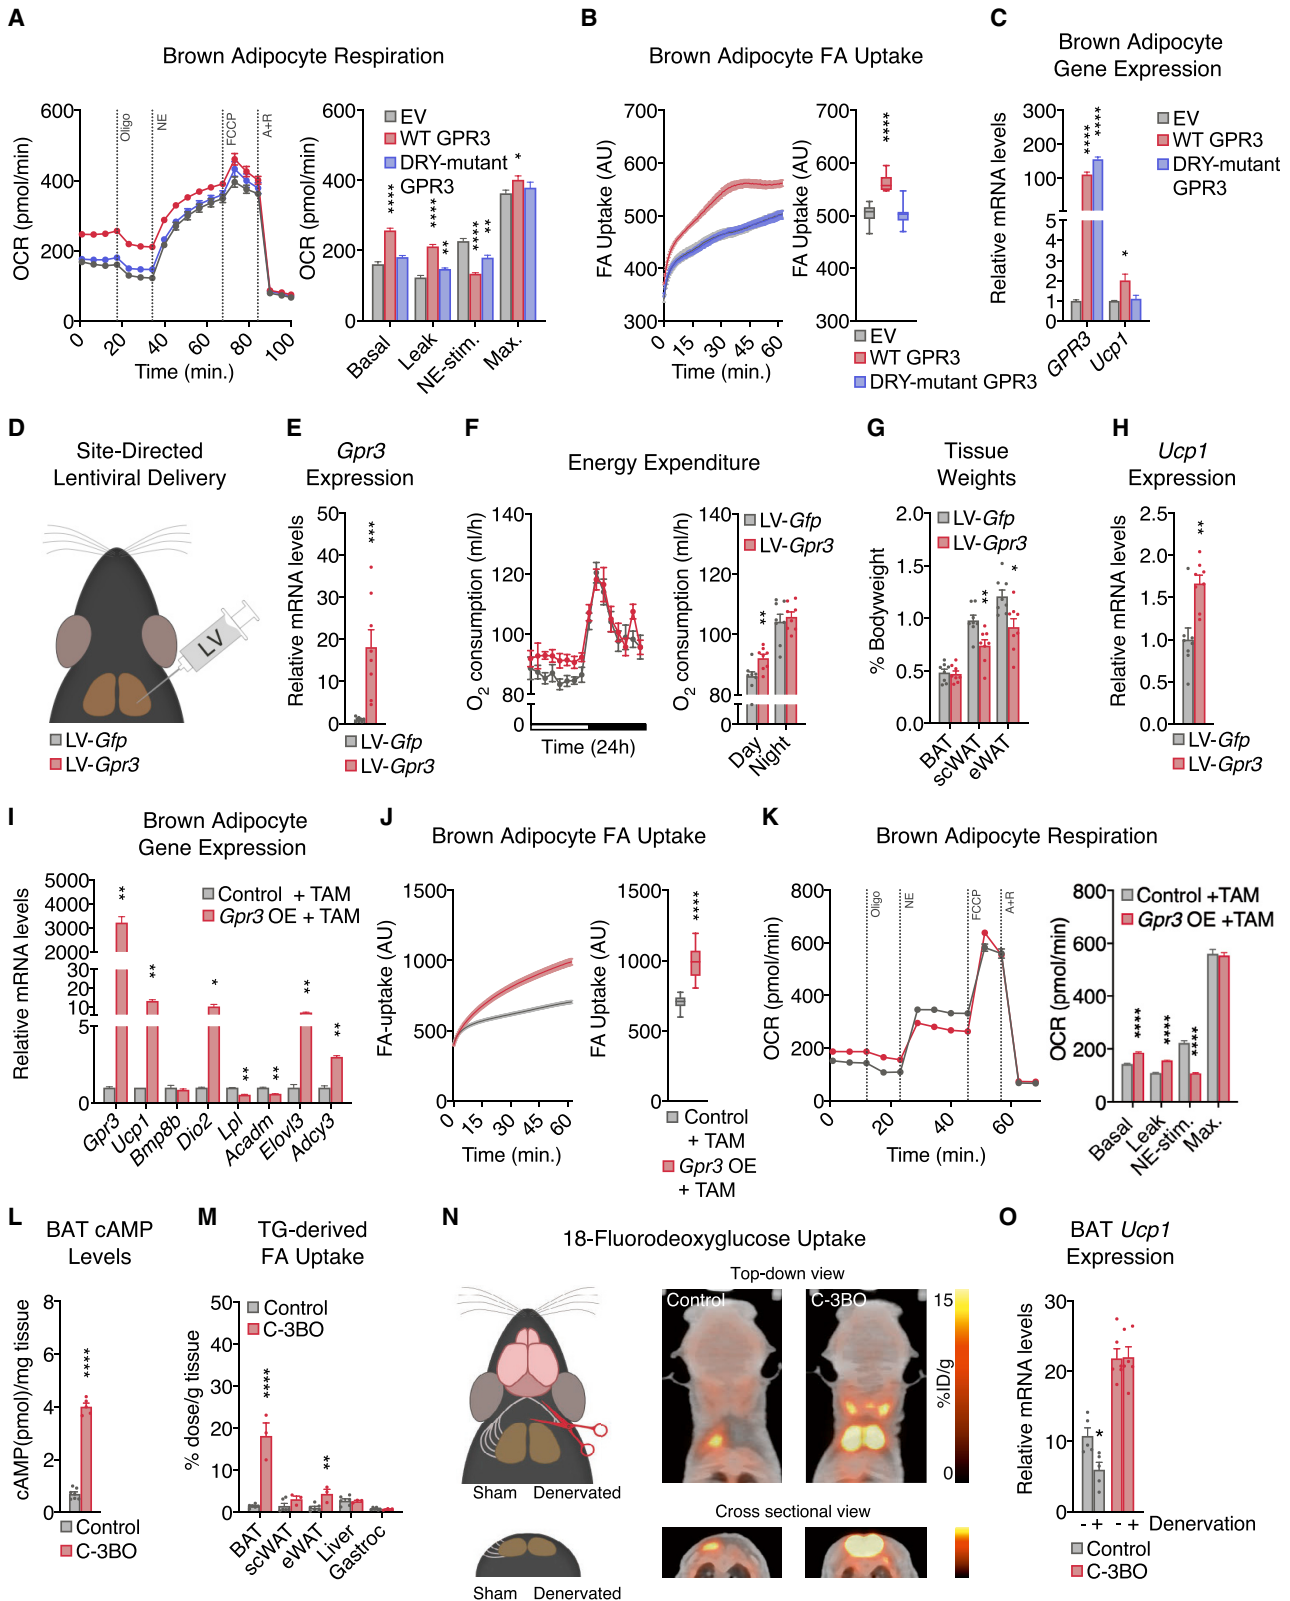 A
Brown Adipocyte Respiration
OCR (pmol/min)
600
400
200
0
Oligo
NE
FCCP
A+R
0 20 40 60 80 100
Time (min.)
OCR (pmol/min)
600
400
200
0
EV
WT GPR3
DRY-mutant
GPR3
****
****
**
****
**
*
Basal
Leak
NE-stim.
Max.
B
Brown Adipocyte FA Uptake
FA Uptake (AU)
700
600
500
400
300
0 15 30 45 60
Time (min.)
FA Uptake (AU)
700
600
500
400
300
****
EV
WT GPR3
DRY-mutant GPR3
C
Brown Adipocyte
Gene Expression
Relative mRNA levels
300
200
100
5
4
3
2
1
0
****
****
*
EV
WT GPR3
DRY-mutant
GPR3
GPR3
Ucp1
D
Site-Directed
Lentiviral Delivery
LV
LV-Gfp
LV-Gpr3
E
Gpr3
Expression
Relative mRNA levels
50
40
30
20
10
0
***
LV-Gfp
LV-Gpr3
F
Energy Expenditure
O2 consumption (ml/h)
140
120
100
80
0
Time (24h)
O2 consumption (ml/h)
140
120
100
80
0
LV-Gfp
LV-Gpr3
**
Day
Night
G
Tissue
Weights
% Bodyweight
2.0
1.5
1.0
0.5
0.0
LV-Gfp
LV-Gpr3
**
*
BAT
scWAT
eWAT
H
Ucp1
Expression
Relative mRNA levels
2.5
2.0
1.5
1.0
0.5
0.0
**
LV-Gfp
LV-Gpr3
I
Brown Adipocyte
Gene Expression
Relative mRNA levels
5000
4000
3000
2000
30
20
10
5
0
Control + TAM
Gpr3 OE + TAM
**
**
*
**
**
**
**
Gpr3
Ucp1
Bmp8b
Dio2
Lpl
Acadm
Elovl3
Adcy3
J
Brown Adipocyte FA Uptake
FA-uptake (AU)
1500
1000
500
0
0 15 30 45 60
Time (min.)
FA Uptake (AU)
1500
1000
500
0
****
Control
+ TAM
Gpr3 OE
+ TAM
K
Brown Adipocyte Respiration
OCR (pmol/min)
800
600
400
200
0
Oligo
NE
FCCP
A+R
0 20 40 60
Time (min.)
OCR (pmol/min)
800
600
400
200
0
Control +TAM
Gpr3 OE +TAM
****
****
****
Basal
Leak
NE-stim.
Max.
L
BAT cAMP
Levels
cAMP(pmol)/mg tissue
8
6
4
2
0
****
Control
C-3BO
M
TG-derived
FA Uptake
% dose/g tissue
50
40
30
20
10
0
Control
C-3BO
****
**
BAT
scWAT
eWAT
Liver
Gastroc
N
18-Fluorodeoxyglucose Uptake
Top-down view
Control
C-3BO
15
%ID/g
0
Sham Denervated
Cross sectional view
Sham Denervated
O
BAT Ucp1
Expression
Relative mRNA levels
30
20
10
0
*
- + - + Denervation
Control
C-3BO